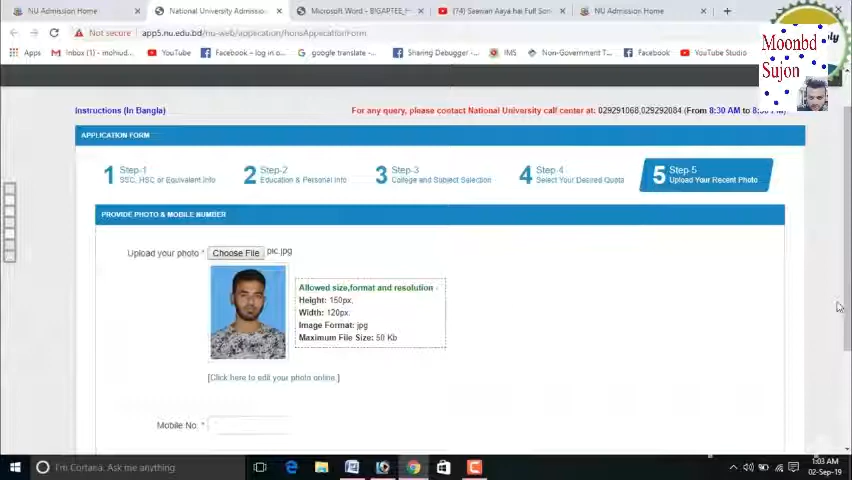 NU Admission Home
National University Admissio
Microsoft Word - B!GAPTEE_H
(74) Sawan Aaya hai Full Son
NU Admission Home
Not secure
app5.nu.edu.bd/nu-web/application/honsApplicationForm
Apps
Inbox (1) - mohiud
YouTube
Facebook – log in o
google translate -
Sharing Debugger -
IMS
Non-Government T
Facebook
YouTube Studio
Moonbd
Sujon
Instructions (In Bangla)
For any query, please contact National University call center at: 029291068,029292084 (From 8:30 AM to 8:
APPLICATION FORM
1 Step-1
SSC, HSC or Equivalent Info
2 Step-2
Education & Personal Info
3 Step-3
College and Subject Selection
4 Step-4
Select Your Desired Quota
5 Step-5
Upload Your Recent Photo
PROVIDE PHOTO & MOBILE NUMBER
Upload your photo * Choose File pic.jpg
Allowed size,format and resolution -
Height: 150px,
Width: 120px,
Image Format: jpg
Maximum File Size: 50 Kb
[Click here to edit your photo online.]
Mobile No. *
I'm Cortana. Ask me anything
1:03 AM
02-Sep-19